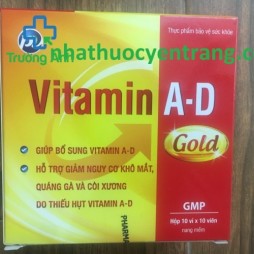 Thực phẩm bảo vệ sức khỏe
nhathuocyentrang.c
Trường Anh
Vitamin A-D
Gold
GIÚP BỔ SUNG VITAMIN A-D
HỖ TRỢ GIẢM NGUY CƠ KHÔ MẮT,
QUÁNG GÀ VÀ CÒI XƯƠNG
DO THIẾU HỤT VITAMIN A-D
PHARMA
GMP
Hộp 10 vỉ x 10 viên
nang mềm